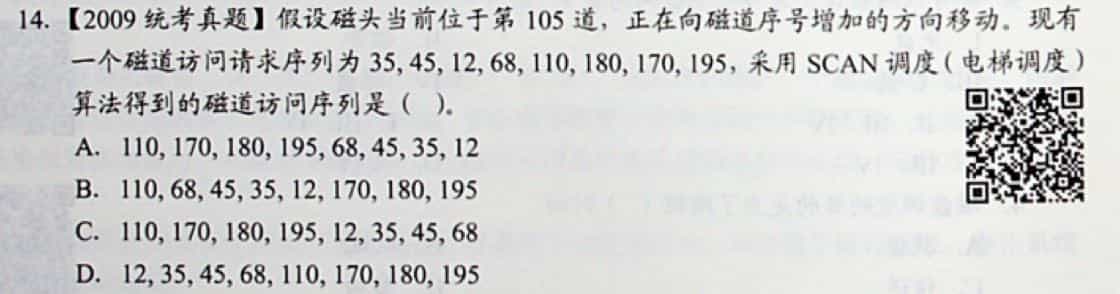 14. 【2009 统考真题】假设磁头当前位于第 105 道，正在向磁道序号增加的方向移动。现有
一个磁道访问请求序列为 35, 45, 12, 68, 110, 180, 170, 195，采用 SCAN 调度（电梯调度）
算法得到的磁道访问序列是（ ）。
A. 110, 170, 180, 195, 68, 45, 35, 12
B. 110, 68, 45, 35, 12, 170, 180, 195
C. 110, 170, 180, 195, 12, 35, 45, 68
D. 12, 35, 45, 68, 110, 170, 180, 195